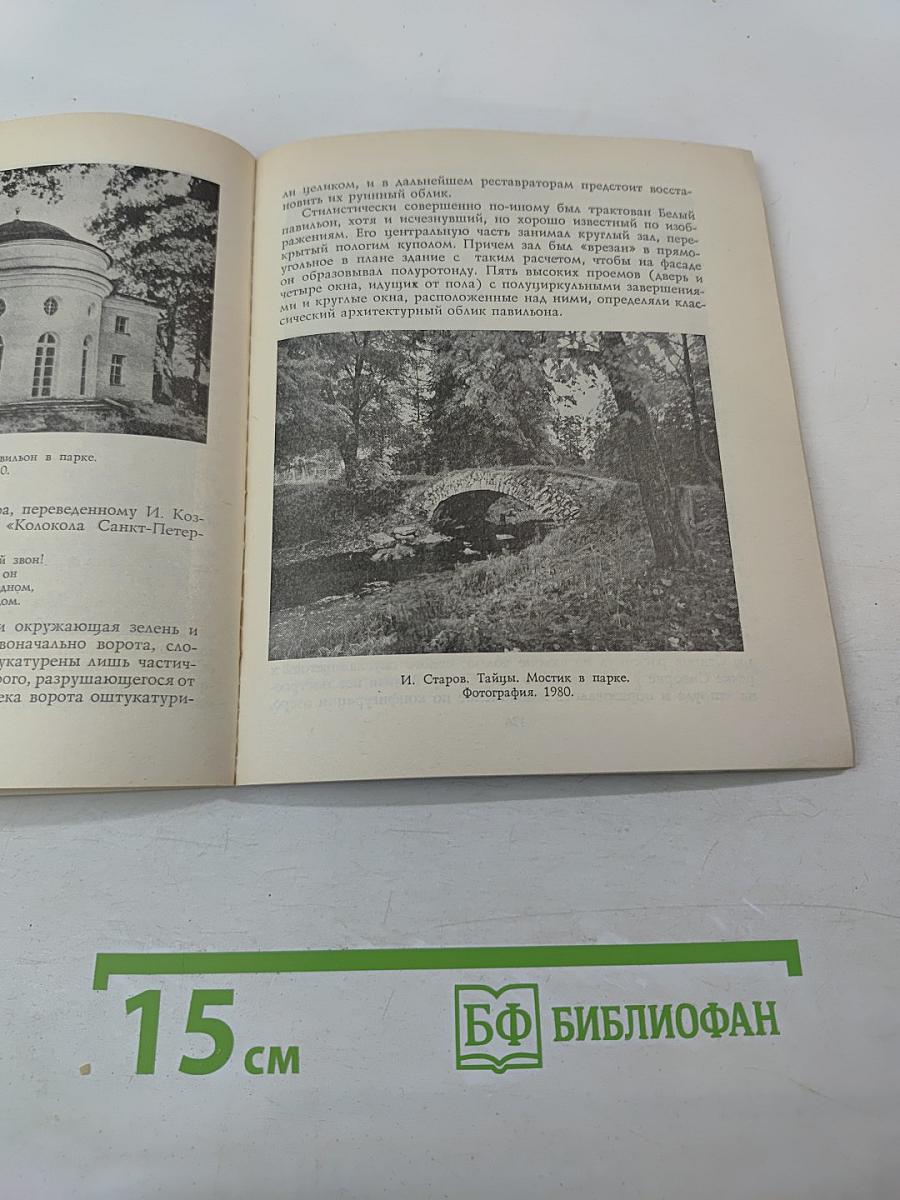 вильон в парке.
0.
ра, переведенному И. Коз-
«Колокола Санкт-Петер-
й звон!
он
дном,
ом.
и окружающая зелень и
воначально ворота, сло-
укатурены лишь частич-
ого, разрушающегося от
ека ворота оштукатури-
ли целиком, и в дальнейшем реставраторам предстоит восста-
новить их руинный облик.
Стилистически совершенно по-иному был трактован Белый
павильон, хотя и исчезнувший, но хорошо известный по изоб-
ражениям. Его центральную часть занимал круглый зал, пере-
крытый пологим куполом. Причем зал был «врезан» в прямо-
угольное в плане здание с таким расчетом, чтобы на фасаде
он образовывал полуротонду. Пять высоких проемов (дверь и
четыре окна, идущих от пола) с полуциркульными завершения-
ми и круглые окна, расположенные над ними, определяли клас-
сический архитектурный облик павильона.
И. Старов. Тайцы. Мостик в парке.
Фотография. 1980.
15 см
БФ БИБЛИОФАН